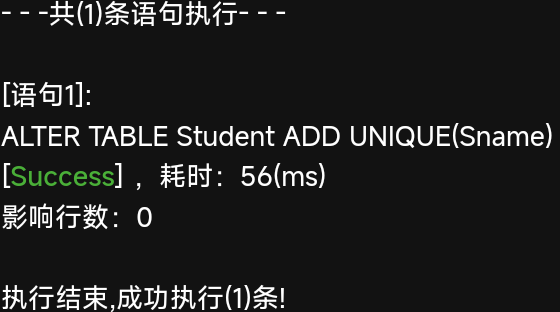 - - -共(1)条语句执行- - -
[语句1]:
ALTER TABLE Student ADD UNIQUE(Sname)
[Success] ，耗时：56(ms)
影响行数：0
执行结束,成功执行(1)条!